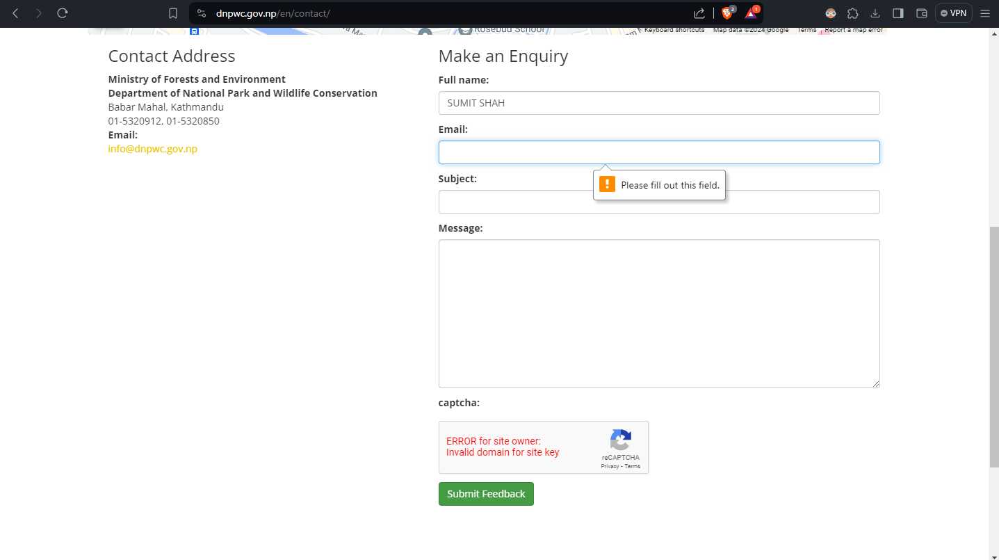 dnpwc.gov.np/en/contact/
2
1
VPN
Rosebud School
Keyboard shortcuts
Map data ©2024 Google
Terms
Report a map error
Contact Address
Ministry of Forests and Environment
Department of National Park and Wildlife Conservation
Babar Mahal, Kathmandu
01-5320912, 01-5320850
Email:
info@dnpwc.gov.np
Make an Enquiry
Full name:
SUMIT SHAH
Email:
Please fill out this field.
Subject:
Message:
captcha:
ERROR for site owner:
Invalid domain for site key
reCAPTCHA
Privacy - Terms
Submit Feedback